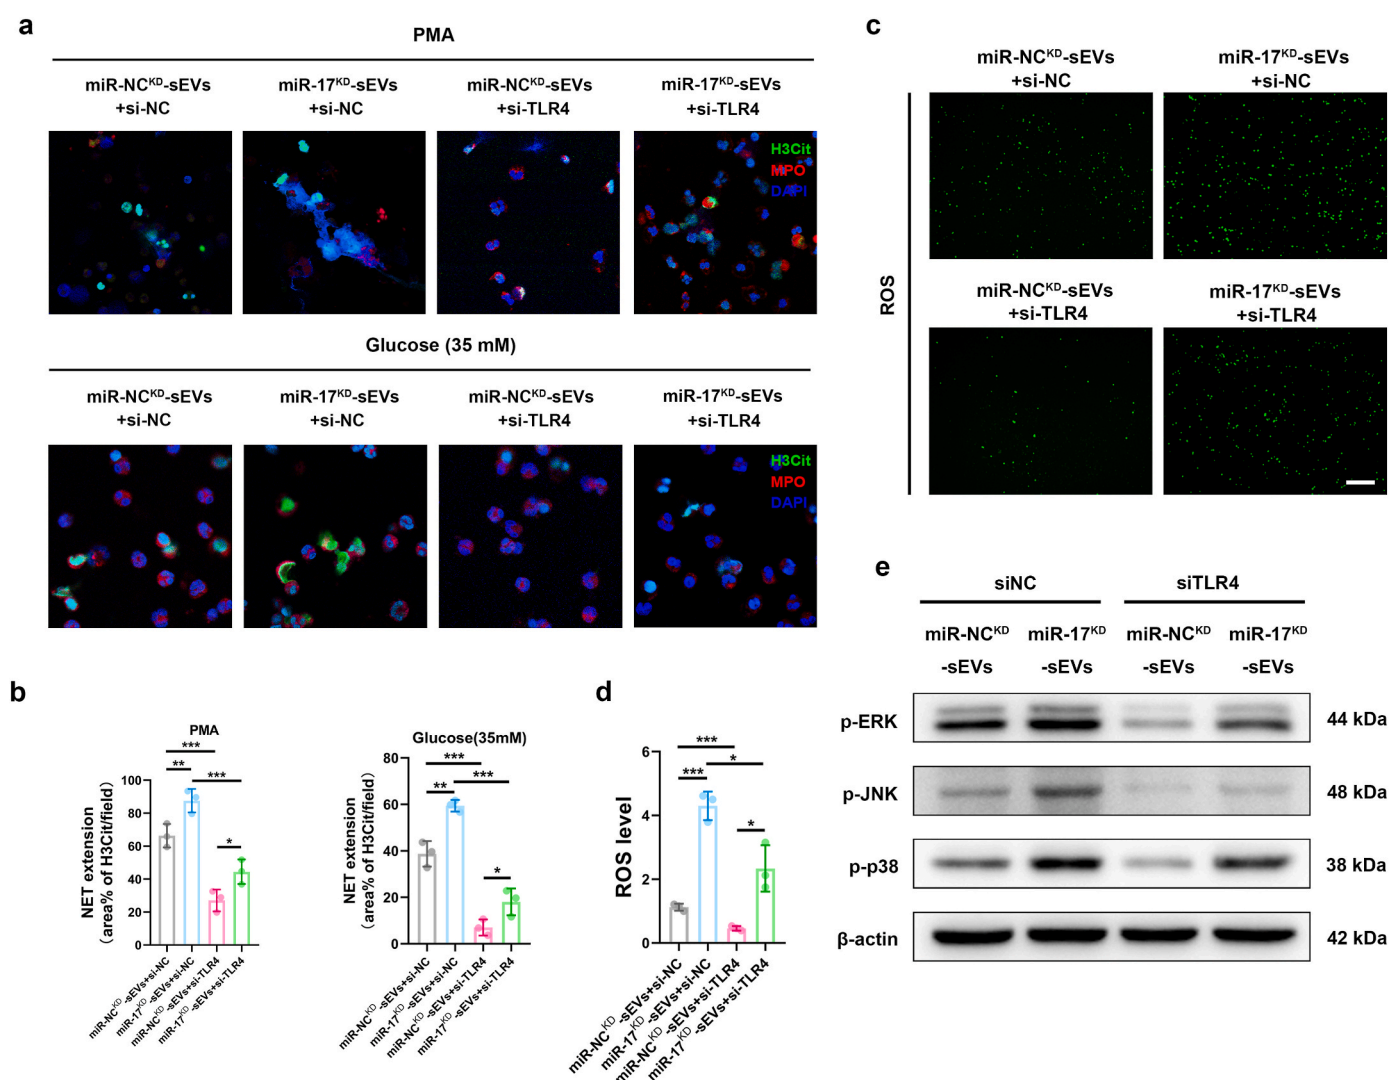 a
PMA
miR-NCKD-sEVs
+si-NC
miR-17KD-sEVs
+si-NC
miR-NCKD-sEVs
+si-TLR4
miR-17KD-sEVs
+si-TLR4
H3Cit
MPO
DAPI
Glucose (35 mM)
miR-NCKD-sEVs
+si-NC
miR-17KD-sEVs
+si-NC
miR-NCKD-sEVs
+si-TLR4
miR-17KD-sEVs
+si-TLR4
H3Cit
MPO
DAPI
b
PMA
NET extension
(area% of H3Cit/field)
100
80
60
40
20
0
***
**
***
*
miR-NCKD-sEVs+si-NC
miR-17KD-sEVs+si-NC
miR-NCKD-sEVs+si-TLR4
miR-17KD-sEVs+si-TLR4
Glucose(35mM)
NET extension
(area% of H3Cit/field)
80
60
40
20
0
***
**
***
*
miR-NCKD-sEVs+si-NC
miR-17KD-sEVs+si-NC
miR-NCKD-sEVs+si-TLR4
miR-17KD-sEVs+si-TLR4
c
miR-NCKD-sEVs
+si-NC
miR-17KD-sEVs
+si-NC
ROS
miR-NCKD-sEVs
+si-TLR4
miR-17KD-sEVs
+si-TLR4
d
ROS level
6
4
2
0
***
***
*
*
miR-NCKD-sEVs+si-NC
miR-17KD-sEVs+si-NC
miR-NCKD-sEVs+si-TLR4
miR-17KD-sEVs+si-TLR4
e
siNC
siTLR4
miR-NCKD
-sEVs
miR-17KD
-sEVs
miR-NCKD
-sEVs
miR-17KD
-sEVs
p-ERK
44 kDa
p-JNK
48 kDa
p-p38
38 kDa
β-actin
42 kDa